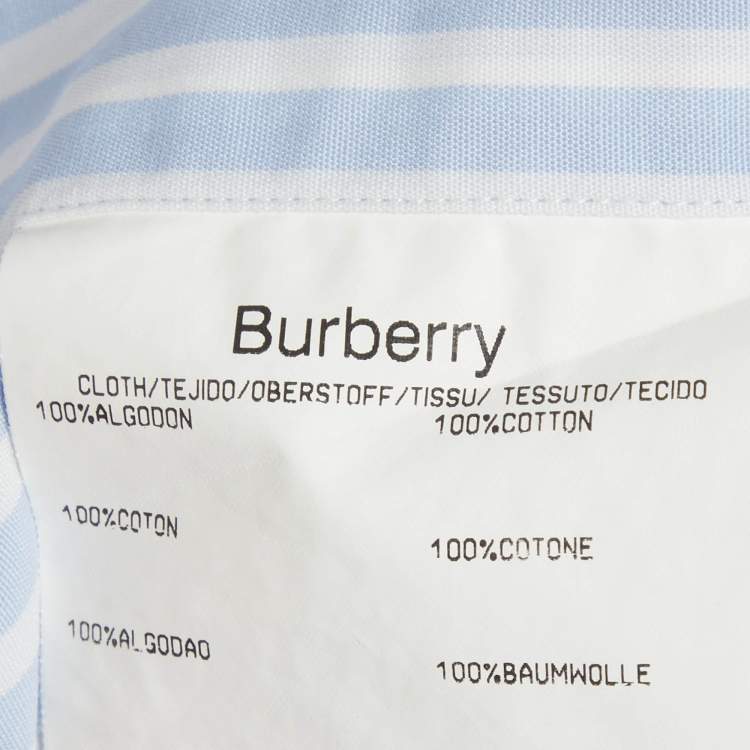 Burberry
CLOTH/TEJIDO/OBERSTOFF/TISSU/ TESSUTO/TECIDO
100%ALGODON 100%COTTON
100%COTON 100%COTONE
100%ALGODAO 100%BAUMWOLLE